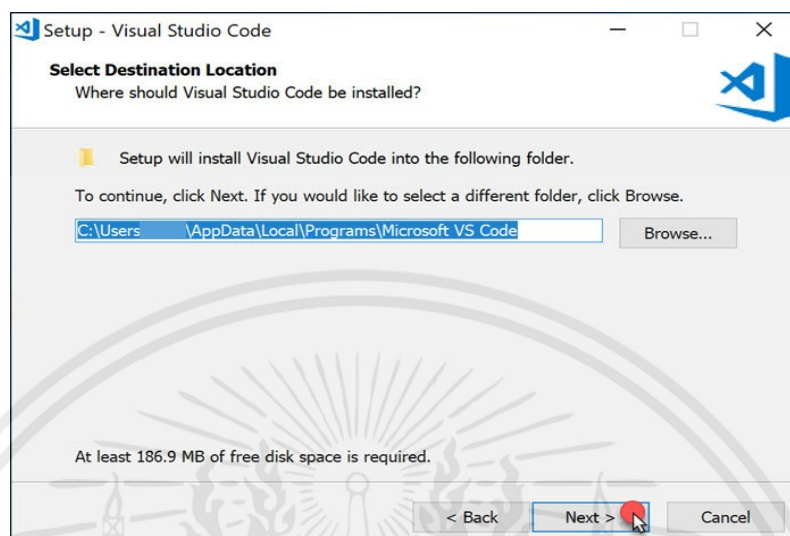 Setup - Visual Studio Code
Select Destination Location
Where should Visual Studio Code be installed?
Setup will install Visual Studio Code into the following folder.
To continue, click Next. If you would like to select a different folder, click Browse.
C:\Users \AppData\Local\Programs\Microsoft VS Code
Browse...
At least 186.9 MB of free disk space is required.
< Back Next > Cancel